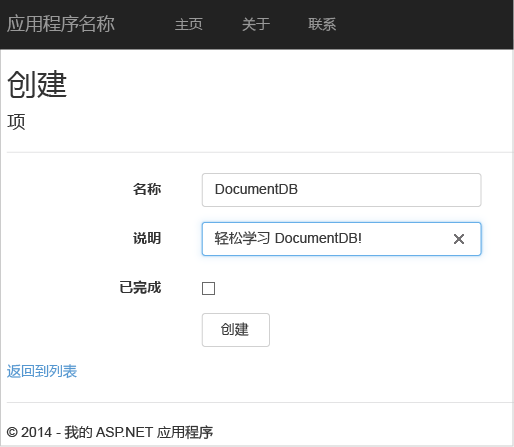 应用程序名称 主页 关于 联系
创建
项
名称 DocumentDB
说明 轻松学习 DocumentDB!
已完成
创建
返回到列表
© 2014 - 我的 ASP.NET 应用程序